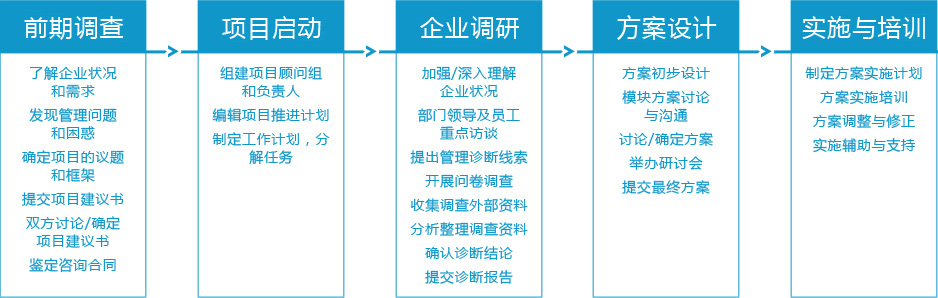 前期调查
了解企业状况
和需求
发现管理问题
和困惑
确定项目的议题
和框架
提交项目建议书
双方讨论/确定
项目建议书
鉴定咨询合同
项目启动
组建项目顾问组
和负责人
编辑项目推进计划
制定工作计划，分
解任务
企业调研
加强/深入理解
企业状况
部门领导及员工
重点访谈
提出管理诊断线索
开展问卷调查
收集调查外部资料
分析整理调查资料
确认诊断结论
提交诊断报告
方案设计
方案初步设计
模块方案讨论
与沟通
讨论/确定方案
举办研讨会
提交最终方案
实施与培训
制定方案实施计划
方案实施培训
方案调整与修正
实施辅助与支持